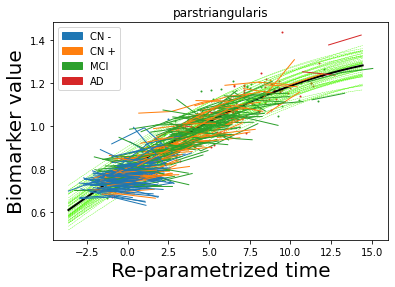 parstriangularis
CN -
CN +
MCI
AD
1.4
1.2
1.0
0.8
0.6
Biomarker value
−2.5 0.0 2.5 5.0 7.5 10.0 12.5 15.0
Re-parametrized time